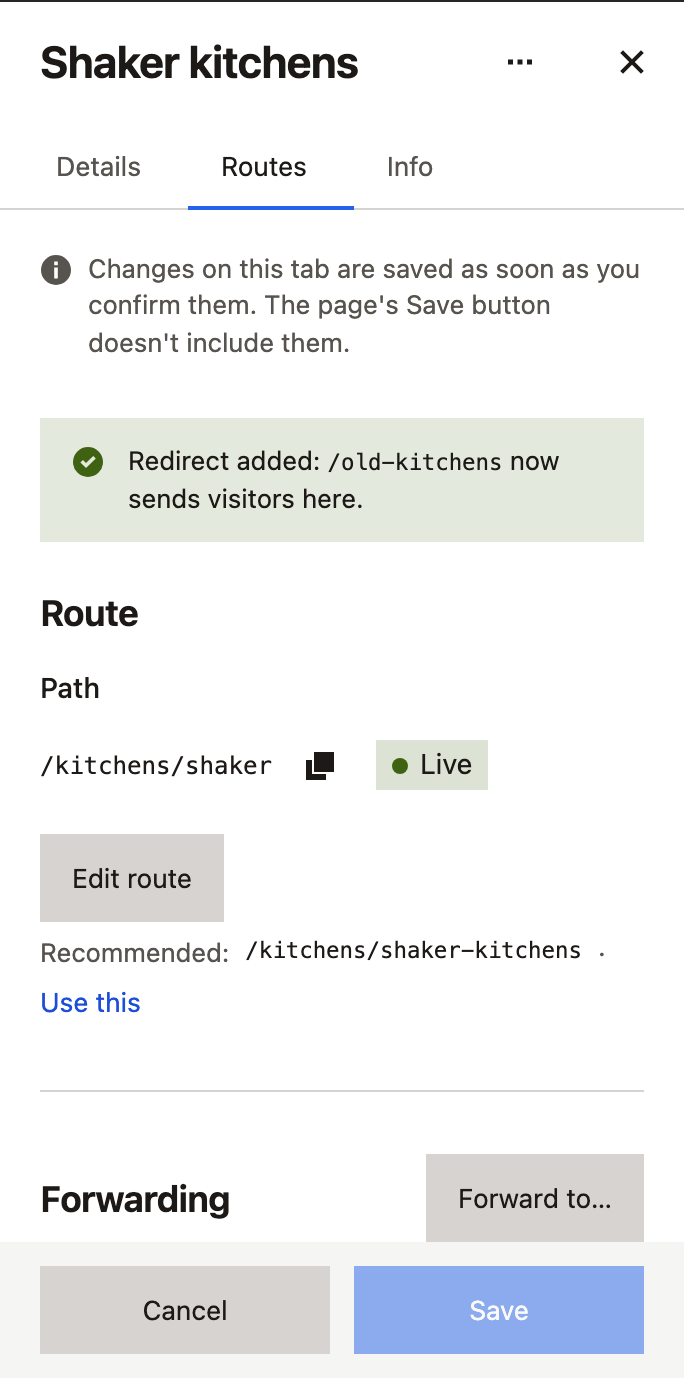 Shaker kitchens
Details Routes Info
Changes on this tab are saved as soon as you
confirm them. The page's Save button
doesn't include them.
Redirect added: /old-kitchens now
sends visitors here.
Route
Path
/kitchens/shaker Live
Edit route
Recommended: /kitchens/shaker-kitchens .
Use this
Forwarding Forward to...
Cancel Save